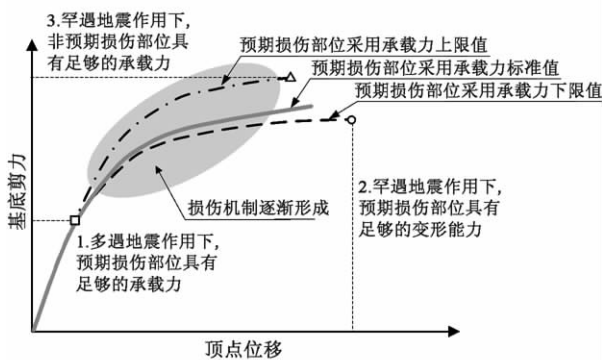 3.罕遇地震作用下,
非预期损伤部位具
有足够的承载力
预期损伤部位采用承载力上限值
预期损伤部位采用承载力标准值
预期损伤部位采用承载力下限值
基底剪力
损伤机制逐渐形成
2.罕遇地震作用下,
预期损伤部位具有
足够的变形能力
1.多遇地震作用下,
预期损伤部位具有
足够的承载力
顶点位移